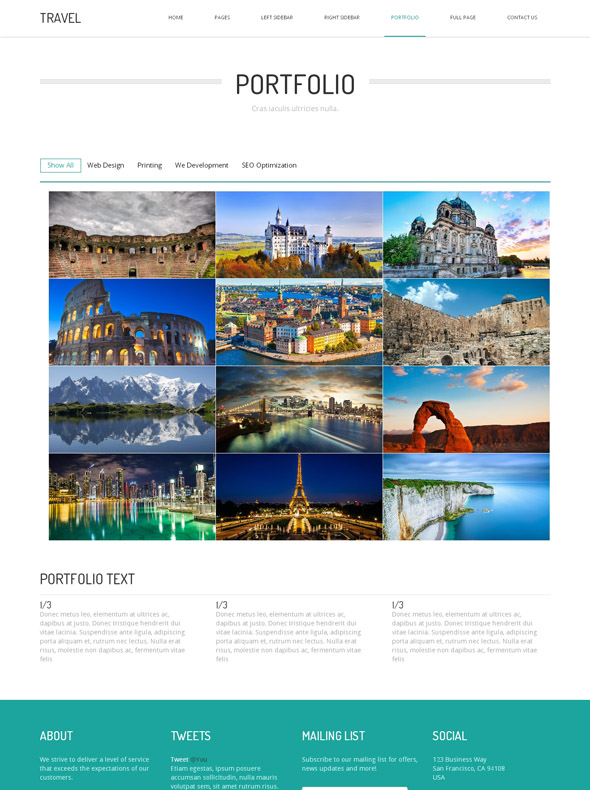 TRAVEL
HOME PAGES LEFT SIDEBAR RIGHT SIDEBAR PORTFOLIO FULL PAGE CONTACT US
PORTFOLIO
Cras iaculis ultricies nulla.
Show All Web Design Printing We Development SEO Optimization
PORTFOLIO TEXT
1/3
Donec metus leo, elementum at ultrices ac,
dapibus at justo. Donec tristique hendrerit dui
vitae lacinia. Suspendisse ante ligula, adipiscing
porta aliquam et, rutrum nec lectus. Nulla erat
risus, molestie non dapibus ac, fermentum vitae
felis
1/3
Donec metus leo, elementum at ultrices ac,
dapibus at justo. Donec tristique hendrerit dui
vitae lacinia. Suspendisse ante ligula, adipiscing
porta aliquam et, rutrum nec lectus. Nulla erat
risus, molestie non dapibus ac, fermentum vitae
felis
1/3
Donec metus leo, elementum at ultrices ac,
dapibus at justo. Donec tristique hendrerit dui
vitae lacinia. Suspendisse ante ligula, adipiscing
porta aliquam et, rutrum nec lectus. Nulla erat
risus, molestie non dapibus ac, fermentum vitae
felis
ABOUT
We strive to deliver a level of service
that exceeds the expectations of our
customers.
TWEETS
Tweet @You
Etiam egestas, ipsum posuere
accumsan sollicitudin, nulla mauris
volutpat sem, sit amet rutrum risus.
MAILING LIST
Subscribe to our mailing list for offers,
news updates and more!
SOCIAL
123 Business Way
San Francisco, CA 94108
USA